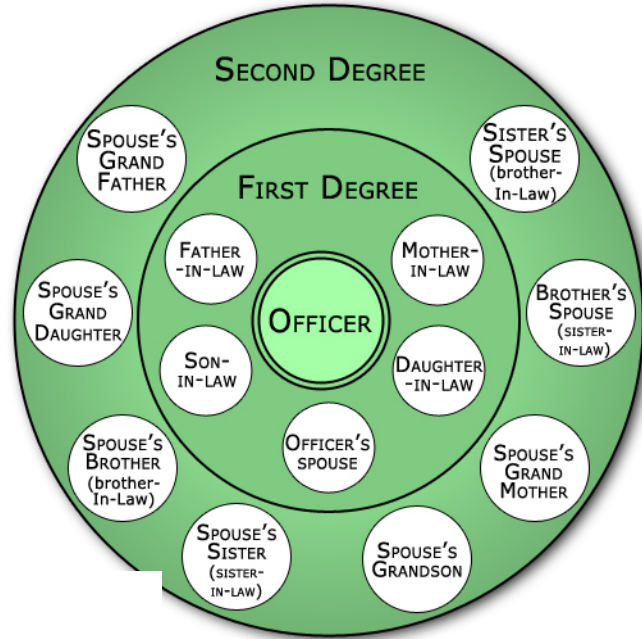 SECOND DEGREE
SPOUSE'S
GRAND
FATHER
SISTER'S
SPOUSE
(brother-
In-Law)
FIRST DEGREE
FATHER
-IN-LAW
MOTHER-
IN-LAW
OFFICER
SPOUSE'S
GRAND
DAUGHTER
BROTHER'S
SPOUSE
(SISTER-
IN-LAW)
SON-
IN-LAW
DAUGHTER
-IN-LAW
OFFICER'S
SPOUSE
SPOUSE'S
BROTHER
(brother-
In-Law)
SPOUSE'S
GRAND
MOTHER
SPOUSE'S
SISTER
(SISTER-
IN-LAW)
SPOUSE'S
GRANDSON